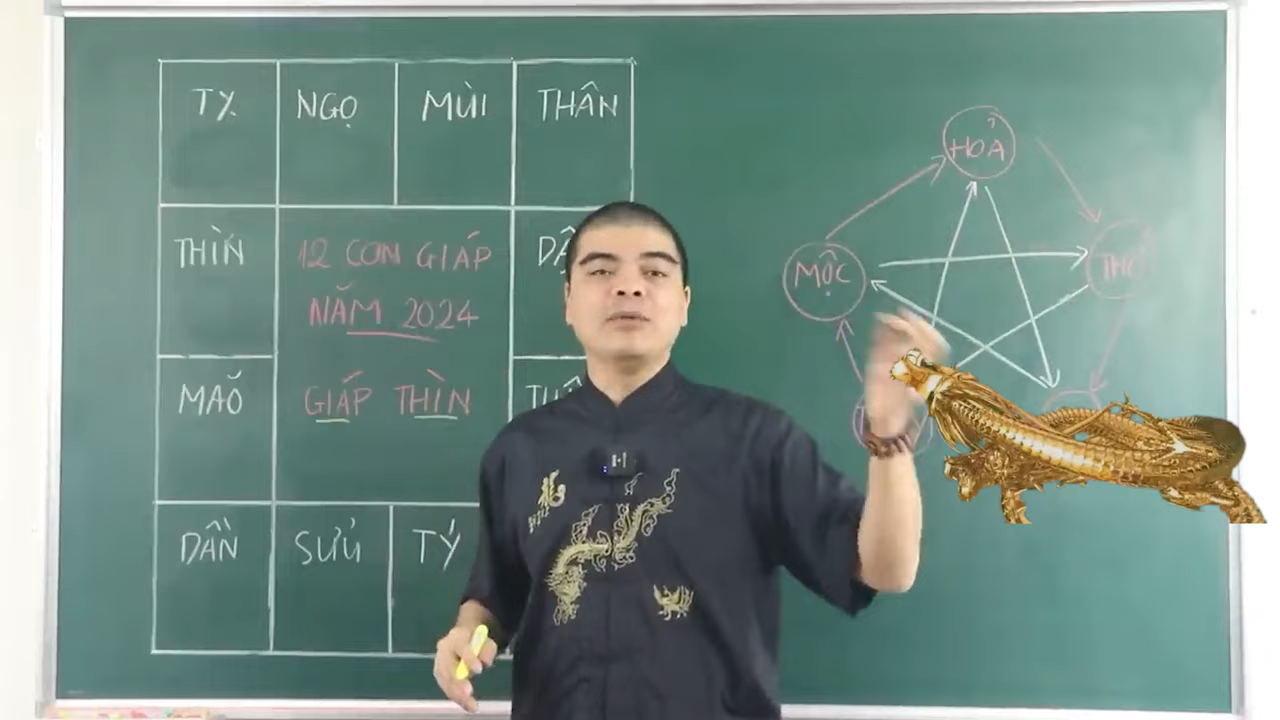 TỴ NGỌ MÙI THÂN
THÌN
12 CON GIÁP
NĂM 2024
MÃO
GIÁP THÌN
DẦN SỬU TÝ
HOẢ
MỘC